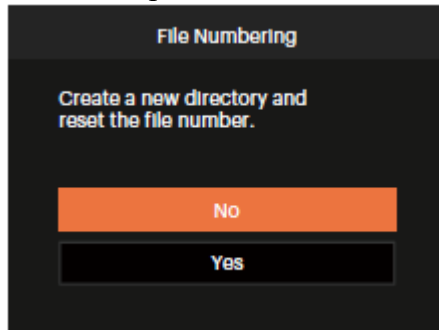 File Numbering
Create a new directory and
reset the file number.
No
Yes